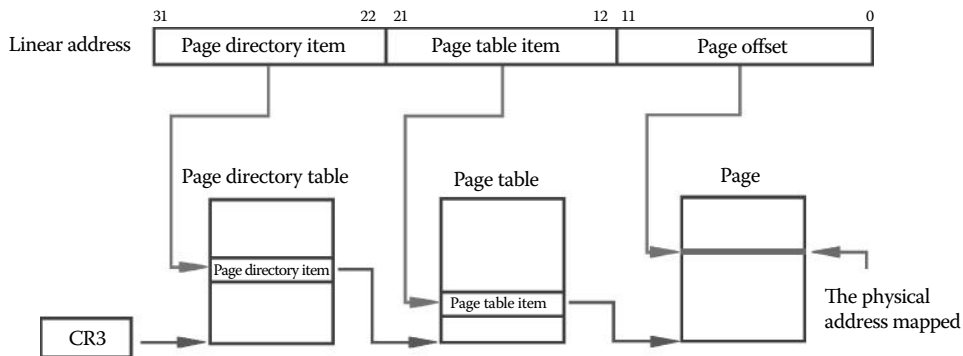 31 22 21 12 11 0
Linear address Page directory item Page table item Page offset
Page directory table Page table Page
Page directory item
Page table item
The physical
address mapped
CR3